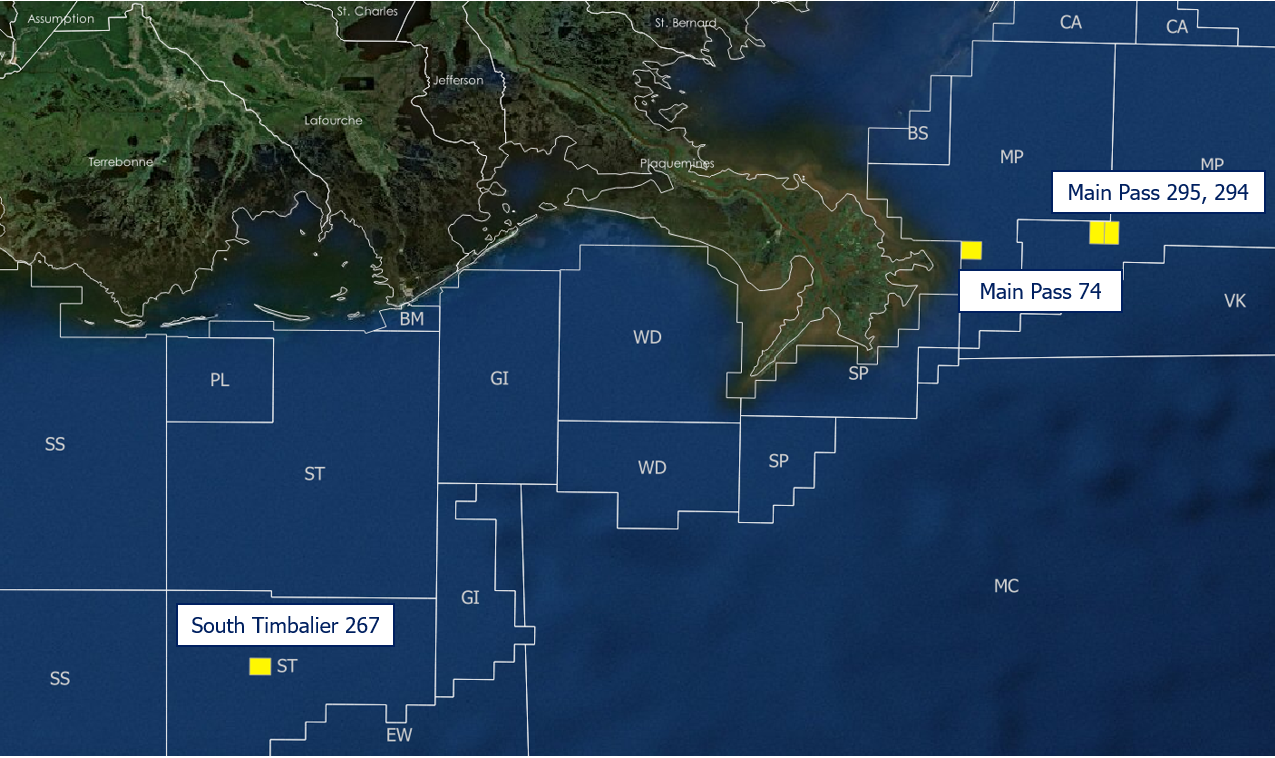 Assumption
St. Charles
St. Bernard
CA
CA
y
Jefferson
Lafourche
BS
Terrebonne
Plaquemines
MP
MP
Main Pass 295, 294
Main Pass 74
VK
BM
WD
PL
GI
SP
SS
ST
WD
SP
MC
GI
South Timbalier 267
ST
SS
EW